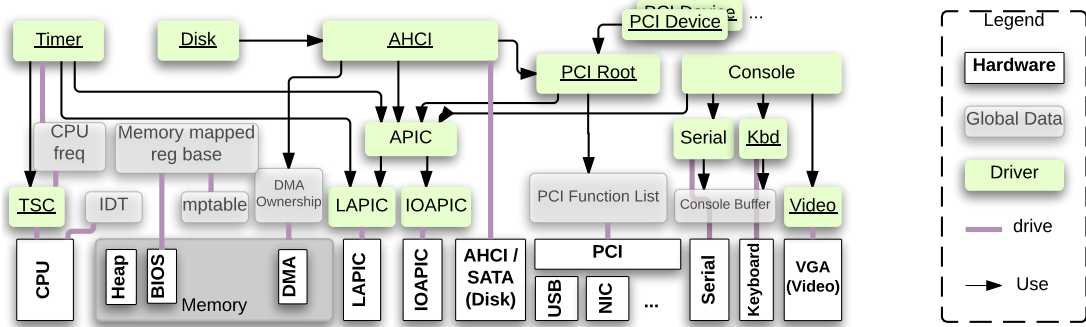 PCI Device
PCI Device
...
Timer
Disk
AHCI
PCI Root
Console
CPU
freq
Memory mapped
reg base
APIC
Serial
Kbd
TSC
IDT
mptable
DMA
Ownership
LAPIC
IOAPIC
PCI Function List
Console Buffer
Video
CPU
Heap
BIOS
DMA
Memory
LAPIC
IOAPIC
AHCI /
SATA
(Disk)
PCI
USB
NIC
...
Serial
Keyboard
VGA
(Video)
Legend
Hardware
Global Data
Driver
drive
Use